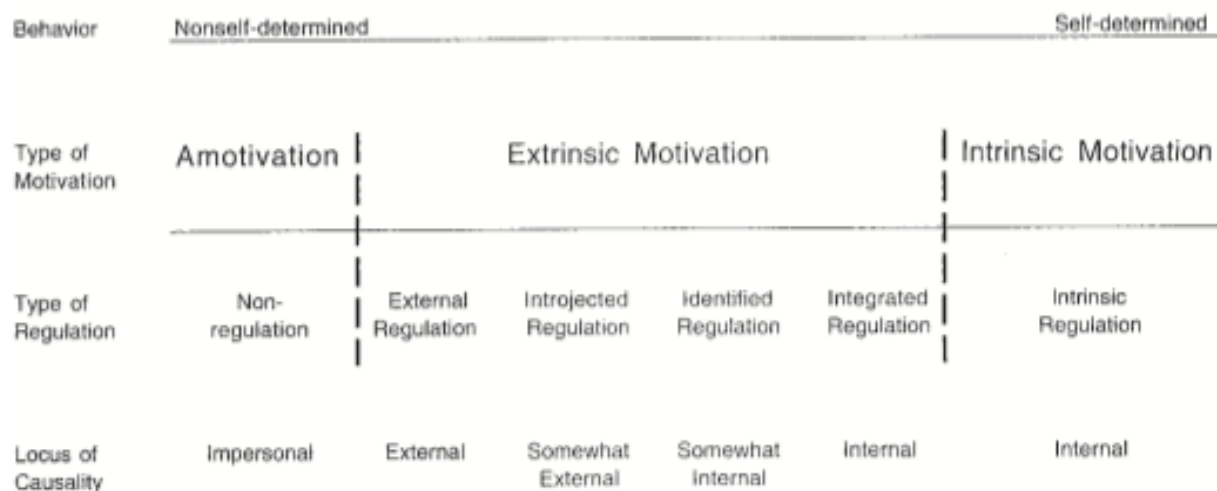 Behavior Nonself-determined Self-determined
Type of Motivation Amotivation Extrinsic Motivation Intrinsic Motivation
Type of Regulation Non-regulation External Regulation Introjected Regulation Identified Regulation Integrated Regulation Intrinsic Regulation
Locus of Causality Impersonal External Somewhat External Somewhat Internal Internal Internal